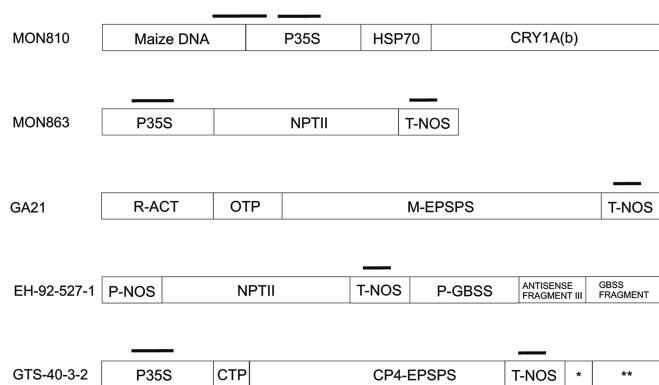 MON810 Maize DNA P35S HSP70 CRY1A(b)
MON863 P35S NPTII T-NOS
GA21 R-ACT OTP M-EPSPS T-NOS
EH-92-527-1 P-NOS NPTII T-NOS P-GBSS ANTISENSE FRAGMENT III GBSS FRAGMENT
GTS-40-3-2 P35S CTP CP4-EPSPS T-NOS * **